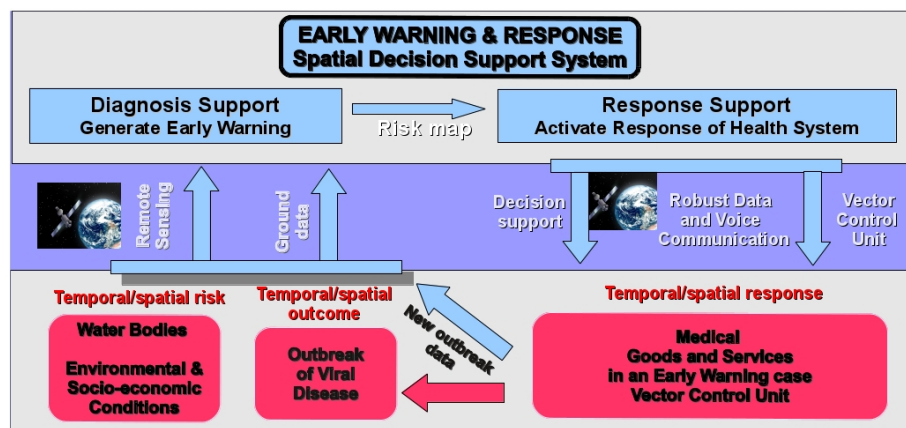 EARLY WARNING & RESPONSE
Spatial Decision Support System
Diagnosis Support
Generate Early Warning
Risk map
Response Support
Activate Response of Health System
Remote
Sensling
Ground
data
Decision
support
Robust Data
and Voice
Communication
Vector
Control
Unit
Temporal/spatial risk
Temporal/spatial
outcome
Temporal/spatial response
Water Bodies
Environmental &
Socio-economic
Conditions
Outbreak
of Viral
Disease
New outbreak
data
Medical
Goods and Services
in an Early Warning case
Vector Control Unit